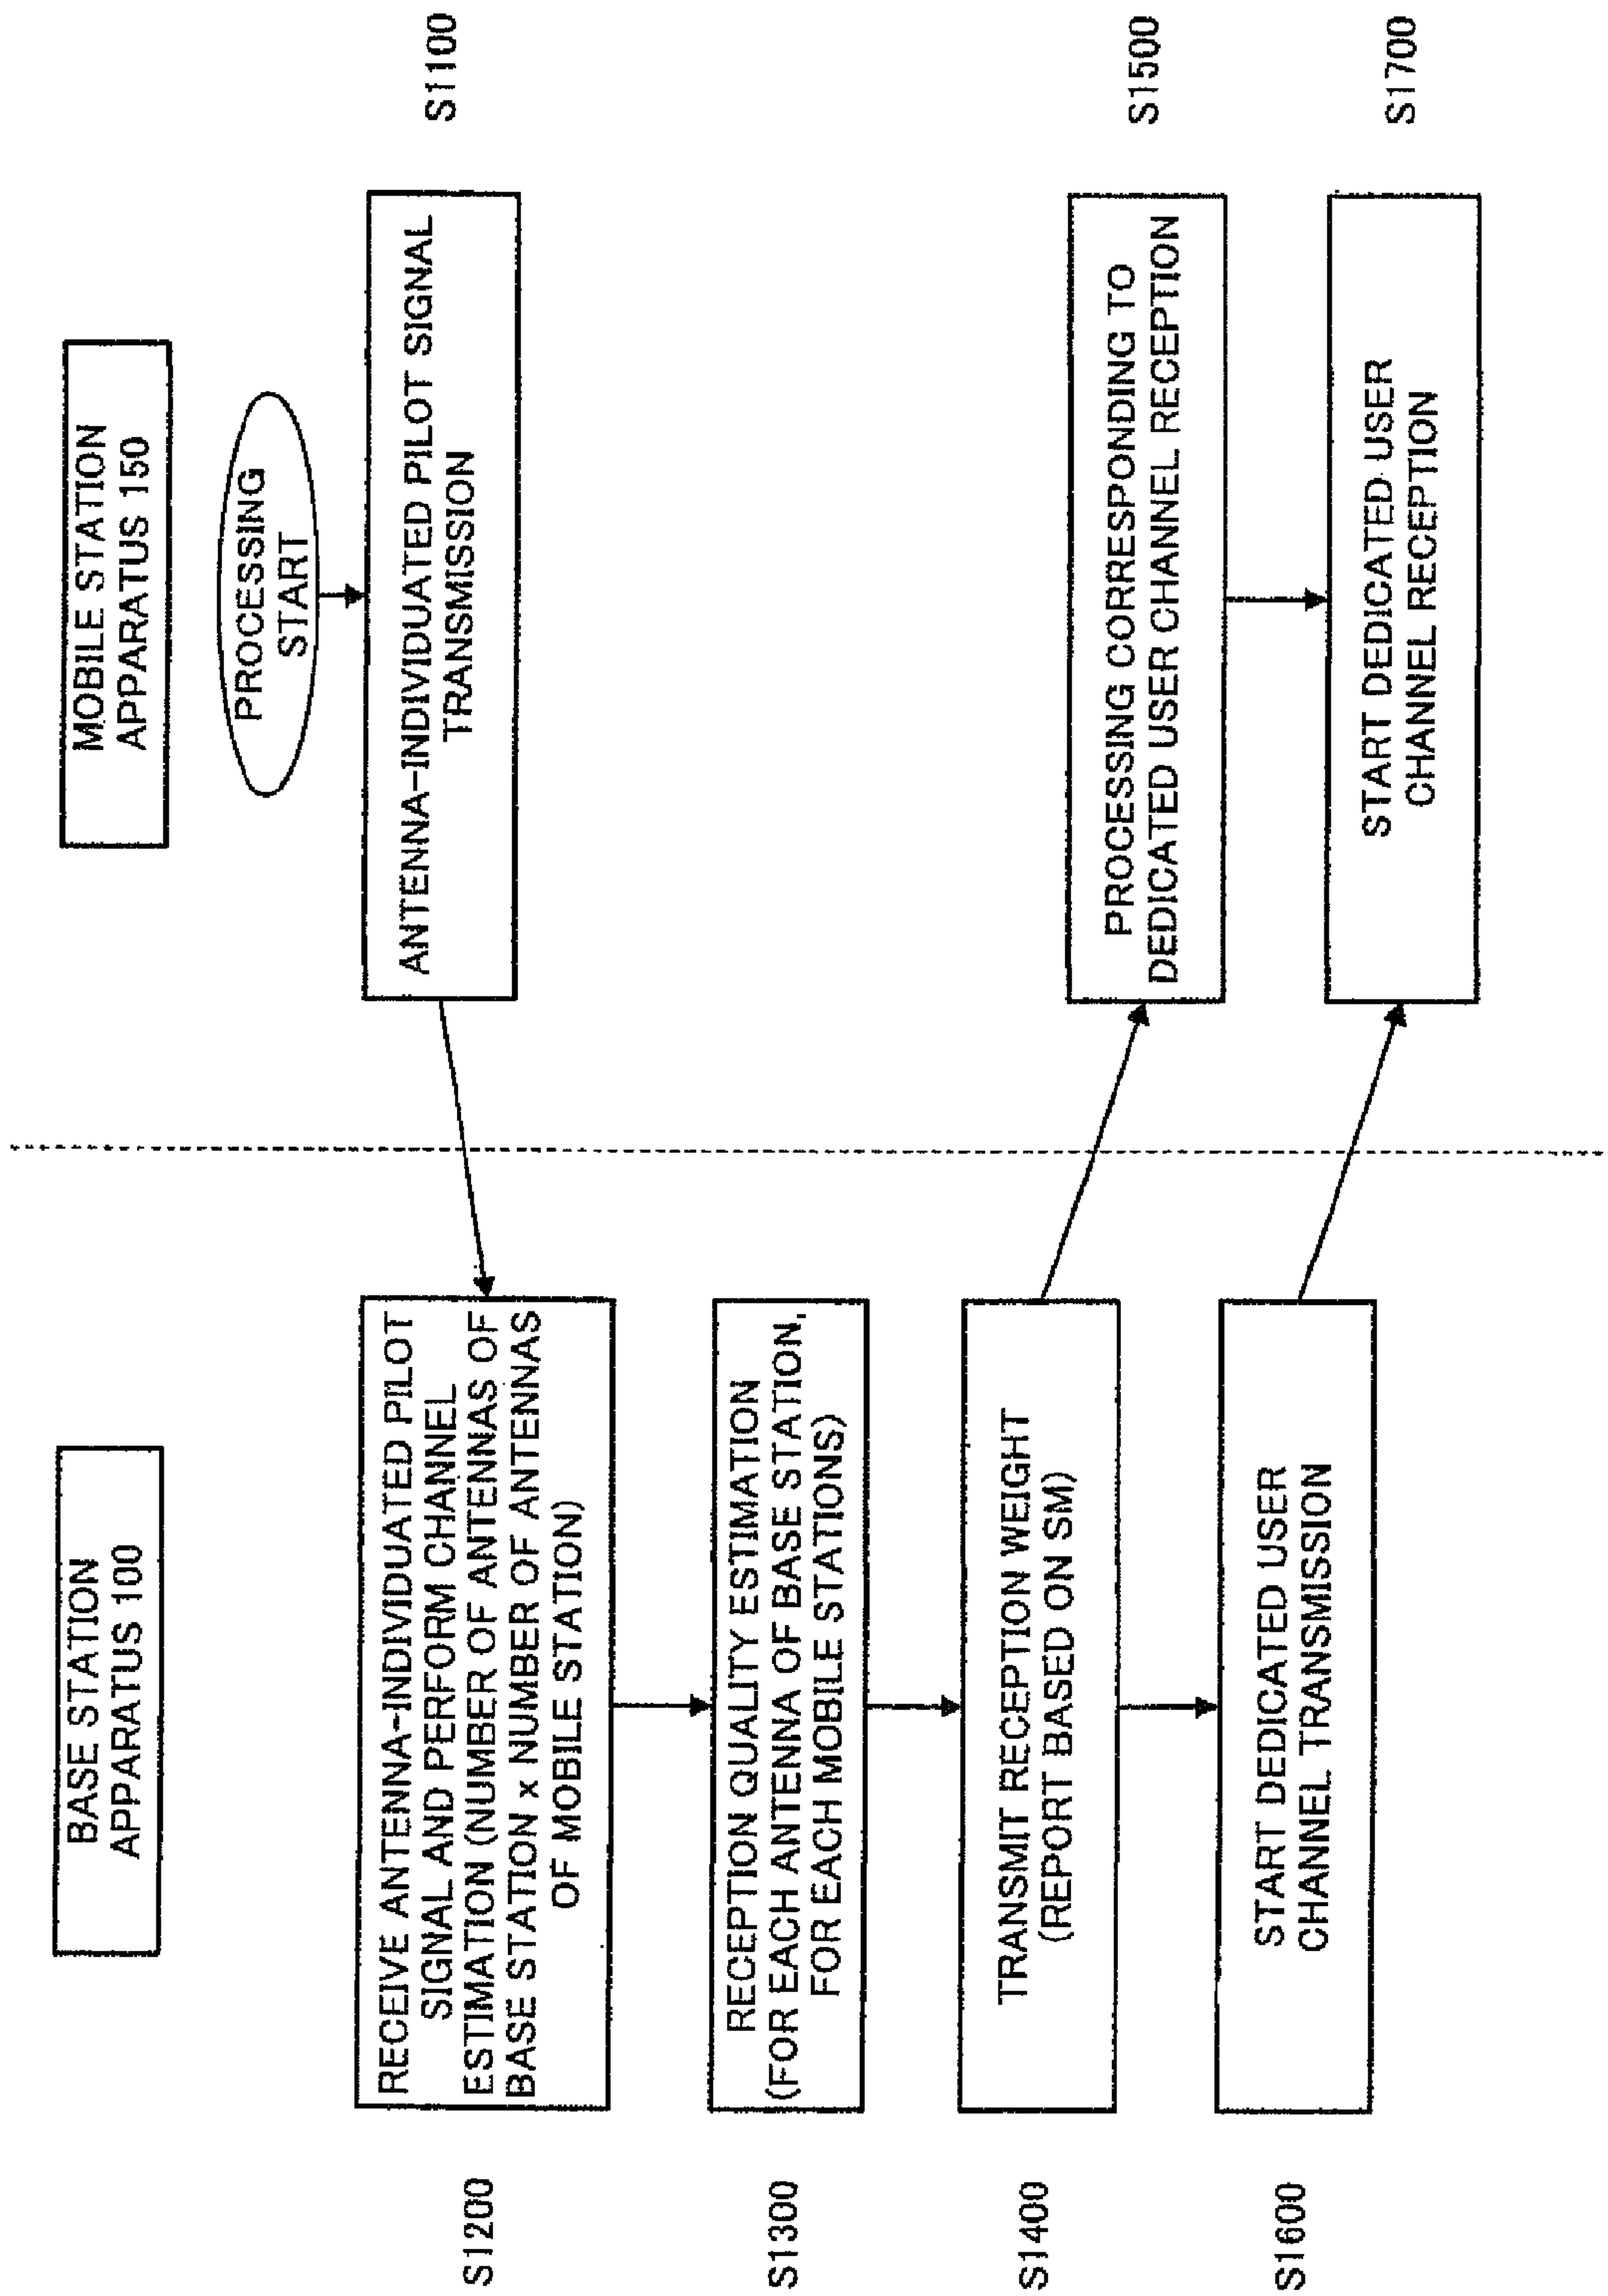 BASE STATION
APPARATUS 100
MOBILE STATION
APPARATUS 150
PROCESSING
START
ANTENNA-INDIVIDUATED PILOT SIGNAL
TRANSMISSION
S1100
S1200
RECEIVE ANTENNA-INDIVIDUATED PILOT
SIGNAL AND PERFORM CHANNEL
ESTIMATION (NUMBER OF ANTENNAS OF
BASE STATION x NUMBER OF ANTENNAS
OF MOBILE STATION)
S1300
RECEPTION QUALITY ESTIMATION
(FOR EACH ANTENNA OF BASE STATION,
FOR EACH MOBILE STATIONS)
S1400
TRANSMIT RECEPTION WEIGHT
(REPORT BASED ON SM)
PROCESSING CORRESPONDING TO
DEDICATED USER CHANNEL RECEPTION
S1500
S1600
START DEDICATED USER
CHANNEL TRANSMISSION
START DEDICATED USER
CHANNEL RECEPTION
S1700